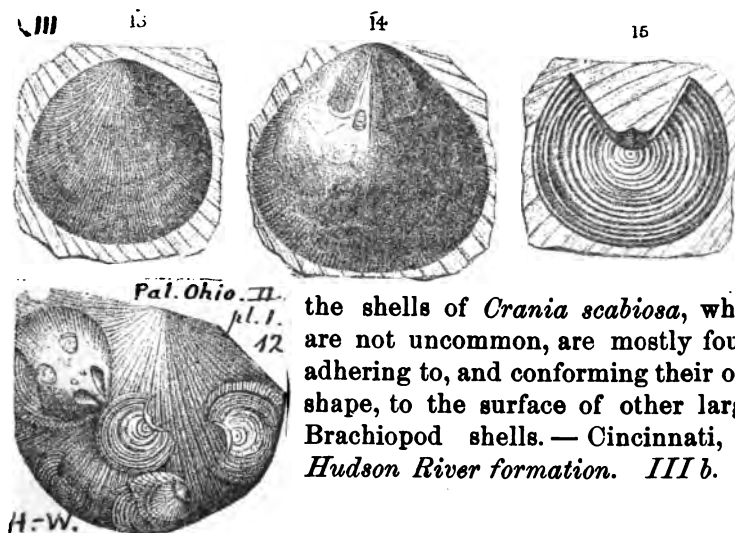 III 13 14 15
Pal. Ohio. II.
pl. 1.
12
H.-W.
the shells of Crania scabiosa, wh
are not uncommon, are mostly fou
adhering to, and conforming their o
shape, to the surface of other larg
Brachiopod shells. — Cincinnati,
Hudson River formation. III b.